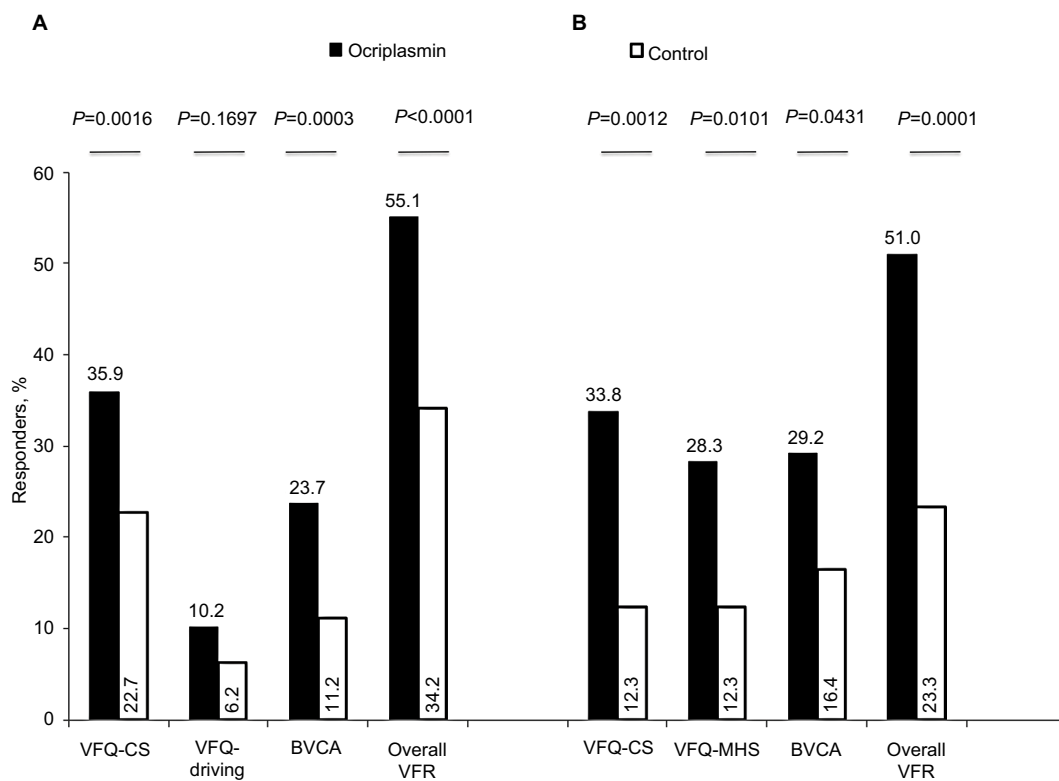 A
B
Ocriplasmin
Control
P=0.0016 P=0.1697 P=0.0003 P<0.0001
P=0.0012 P=0.0101 P=0.0431 P=0.0001
Responders, %
60
50
40
30
20
10
0
35.9
22.7
10.2
6.2
23.7
11.2
55.1
34.2
33.8
12.3
28.3
12.3
29.2
16.4
51.0
23.3
VFQ-CS
VFQ-
driving
BVCA
Overall
VFR
VFQ-CS
VFQ-MHS
BVCA
Overall
VFR